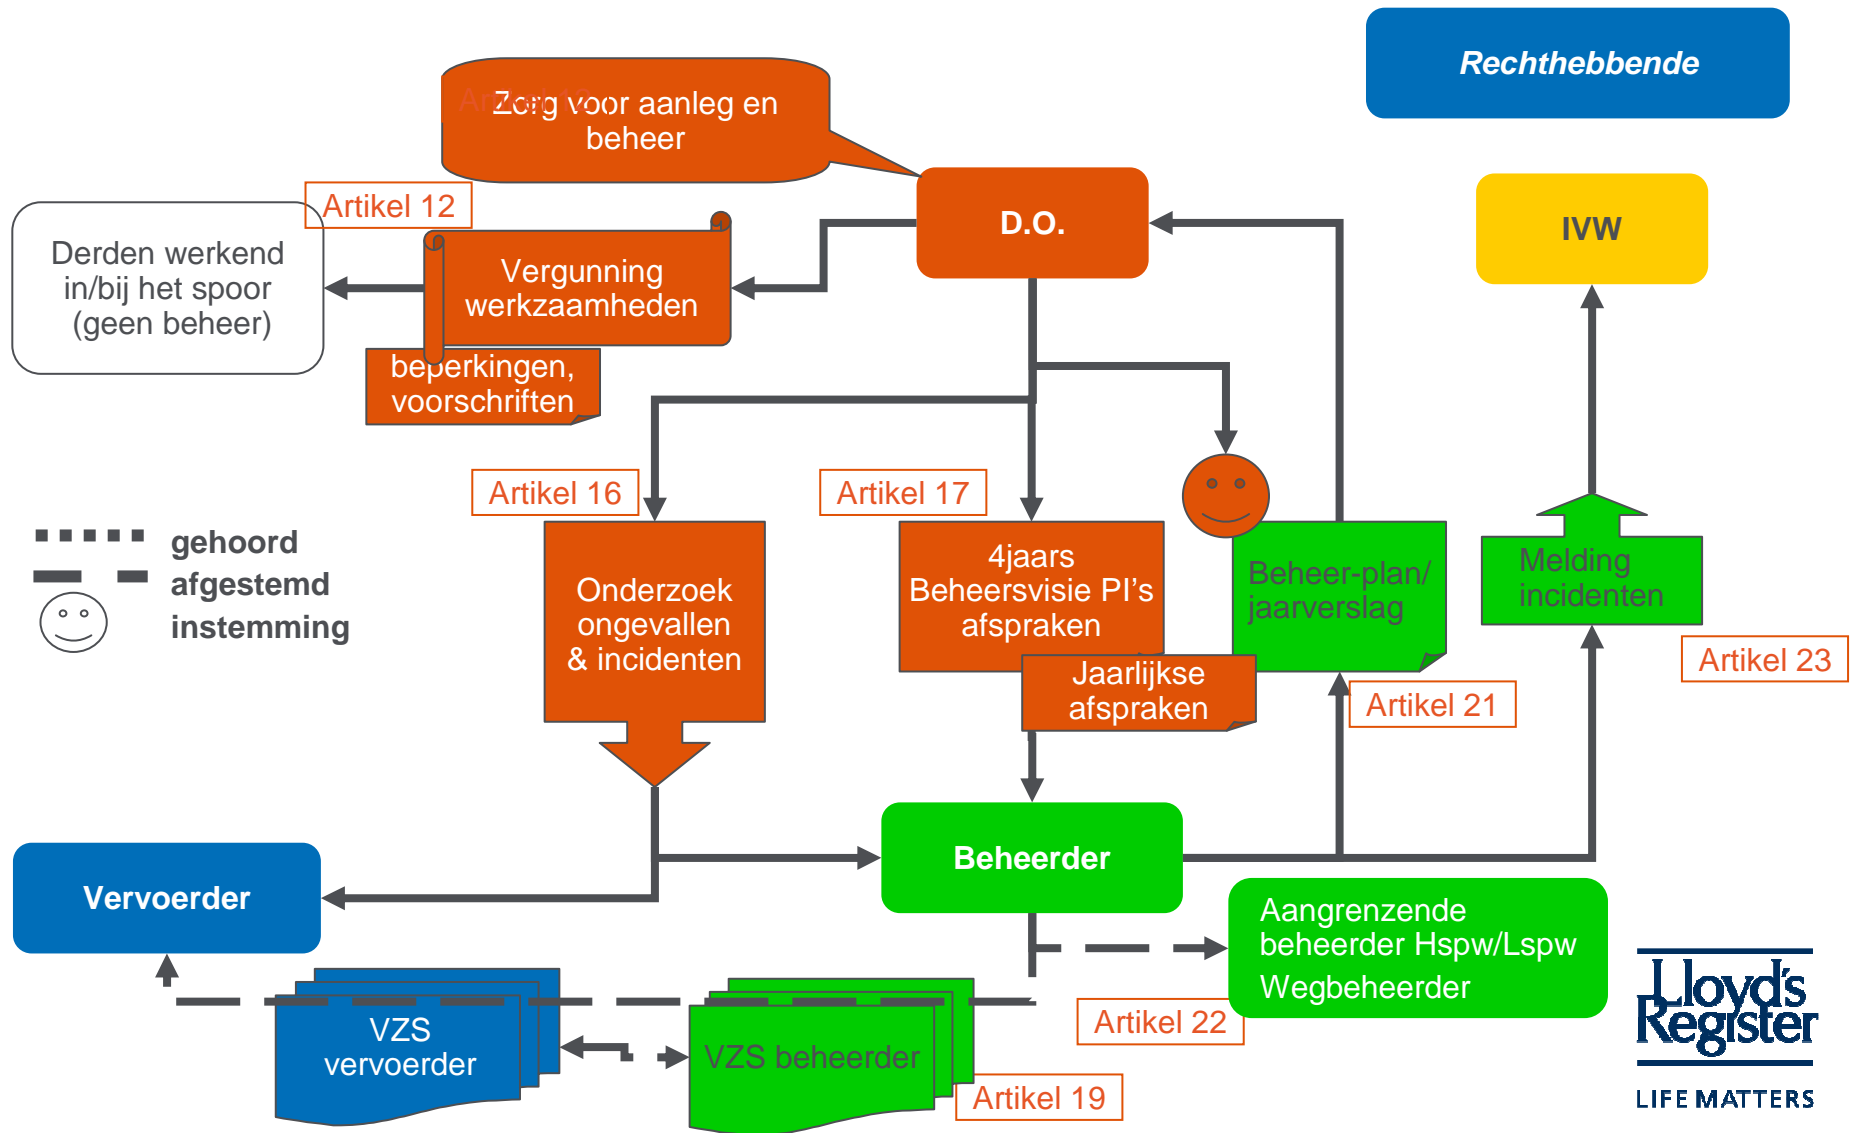 Rechthebbende
Artikel 12
Zorg voor aanleg en
beheer
D.O.
IVW
Artikel 12
Derden werkend
in/bij het spoor
(geen beheer)
Vergunning
werkzaamheden
beperkingen,
voorschriften
Artikel 16
Artikel 17
gehoord
afgestemd
instemming
Onderzoek
ongevallen
& incidenten
4jaars
Beheersvisie PI's
afspraken
Jaarlijkse
afspraken
Beheer-plan/
jaarverslag
Melding
incidenten
Artikel 23
Artikel 21
Beheerder
Vervoerder
Aangrenzende
beheerder Hspw/Lspw
Wegbeheerder
VZS
vervoerder
VZS beheerder
Artikel 22
Artikel 19
Lloyd's
Register
LIFE MATTERS